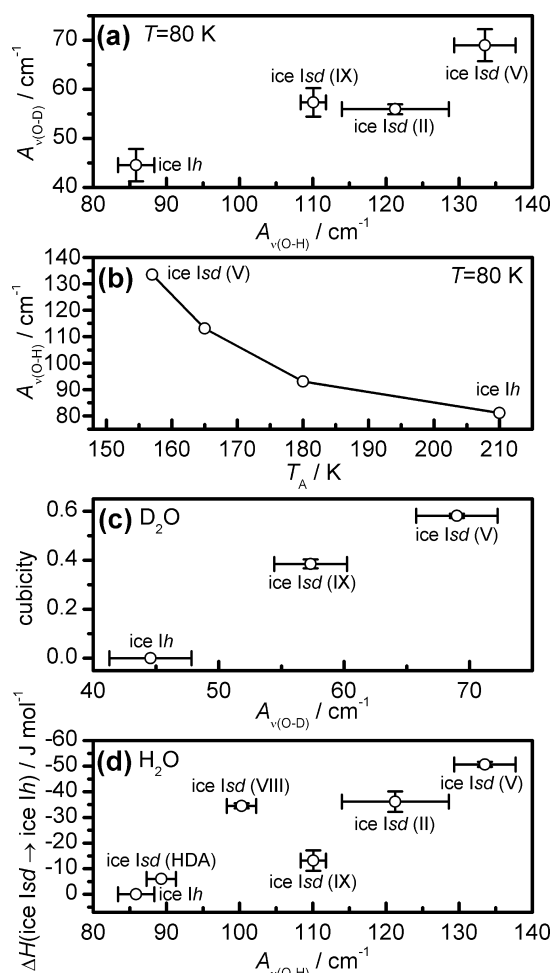 (a) T=80 K
70
60
50
40
A_ν(O-D) / cm⁻¹
ice Isd (V)
ice Isd (IX)
ice Isd (II)
ice Ih
80 90 100 110 120 130 140
A_ν(O-H) / cm⁻¹
(b) T=80 K
140
130
120
110
100
90
80
A_ν(O-H) / cm⁻¹
ice Isd (V)
ice Ih
150 160 170 180 190 200 210
T_A / K
(c) D₂O
0.6
0.4
0.2
0.0
cubicity
ice Isd (V)
ice Isd (IX)
ice Ih
40 50 60 70
A_ν(O-D) / cm⁻¹
(d) H₂O
-60
-50
-40
-30
-20
-10
0
ΔH(ice Isd → ice Ih) / J mol⁻¹
ice Isd (V)
ice Isd (VIII)
ice Isd (II)
ice Isd (HDA)
ice Isd (IX)
ice Ih
80 90 100 110 120 130 140
A_ν(O-H) / cm⁻¹